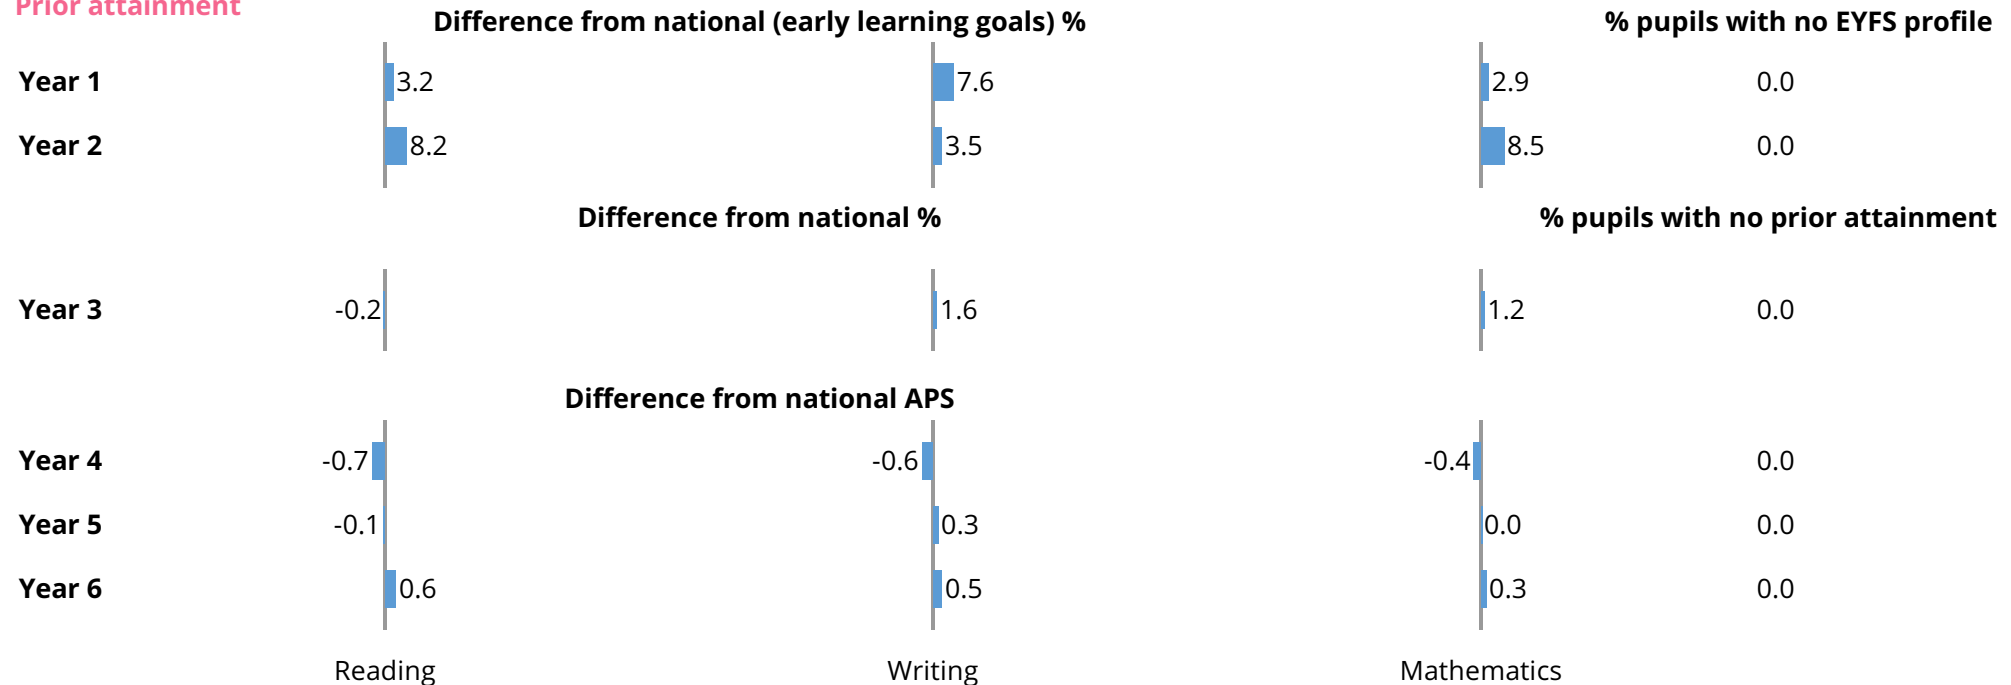 Prior attainment
Difference from national (early learning goals) % % pupils with no EYFS profile
Year 1 3.2 7.6 2.9 0.0
Year 2 8.2 3.5 8.5 0.0
Difference from national % % pupils with no prior attainment
Year 3 -0.2 1.6 1.2 0.0
Difference from national APS
Year 4 -0.7 -0.6 -0.4 0.0
Year 5 -0.1 0.3 0.0 0.0
Year 6 0.6 0.5 0.3 0.0
Reading Writing Mathematics